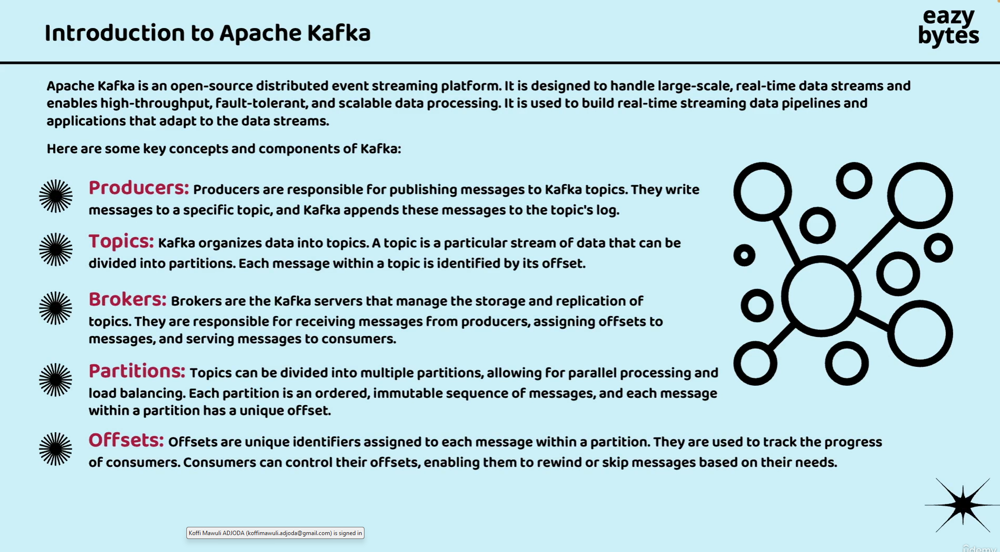 eazy
bytes
Introduction to Apache Kafka
Apache Kafka is an open-source distributed event streaming platform. It is designed to handle large-scale, real-time data streams and
enables high-throughput, fault-tolerant, and scalable data processing. It is used to build real-time streaming data pipelines and
applications that adapt to the data streams.
Here are some key concepts and components of Kafka:
Producers: Producers are responsible for publishing messages to Kafka topics. They write
messages to a specific topic, and Kafka appends these messages to the topic's log.
Topics: Kafka organizes data into topics. A topic is a particular stream of data that can be
divided into partitions. Each message within a topic is identified by its offset.
Brokers: Brokers are the Kafka servers that manage the storage and replication of
topics. They are responsible for receiving messages from producers, assigning offsets to
messages, and serving messages to consumers.
Partitions: Topics can be divided into multiple partitions, allowing for parallel processing and
load balancing. Each partition is an ordered, immutable sequence of messages, and each message
within a partition has a unique offset.
Offsets: Offsets are unique identifiers assigned to each message within a partition. They are used to track the progress
of consumers. Consumers can control their offsets, enabling them to rewind or skip messages based on their needs.
Koffi Mawuli ADJODA (koffimawuli.adjoda@gmail.com) is signed in
ûdemy